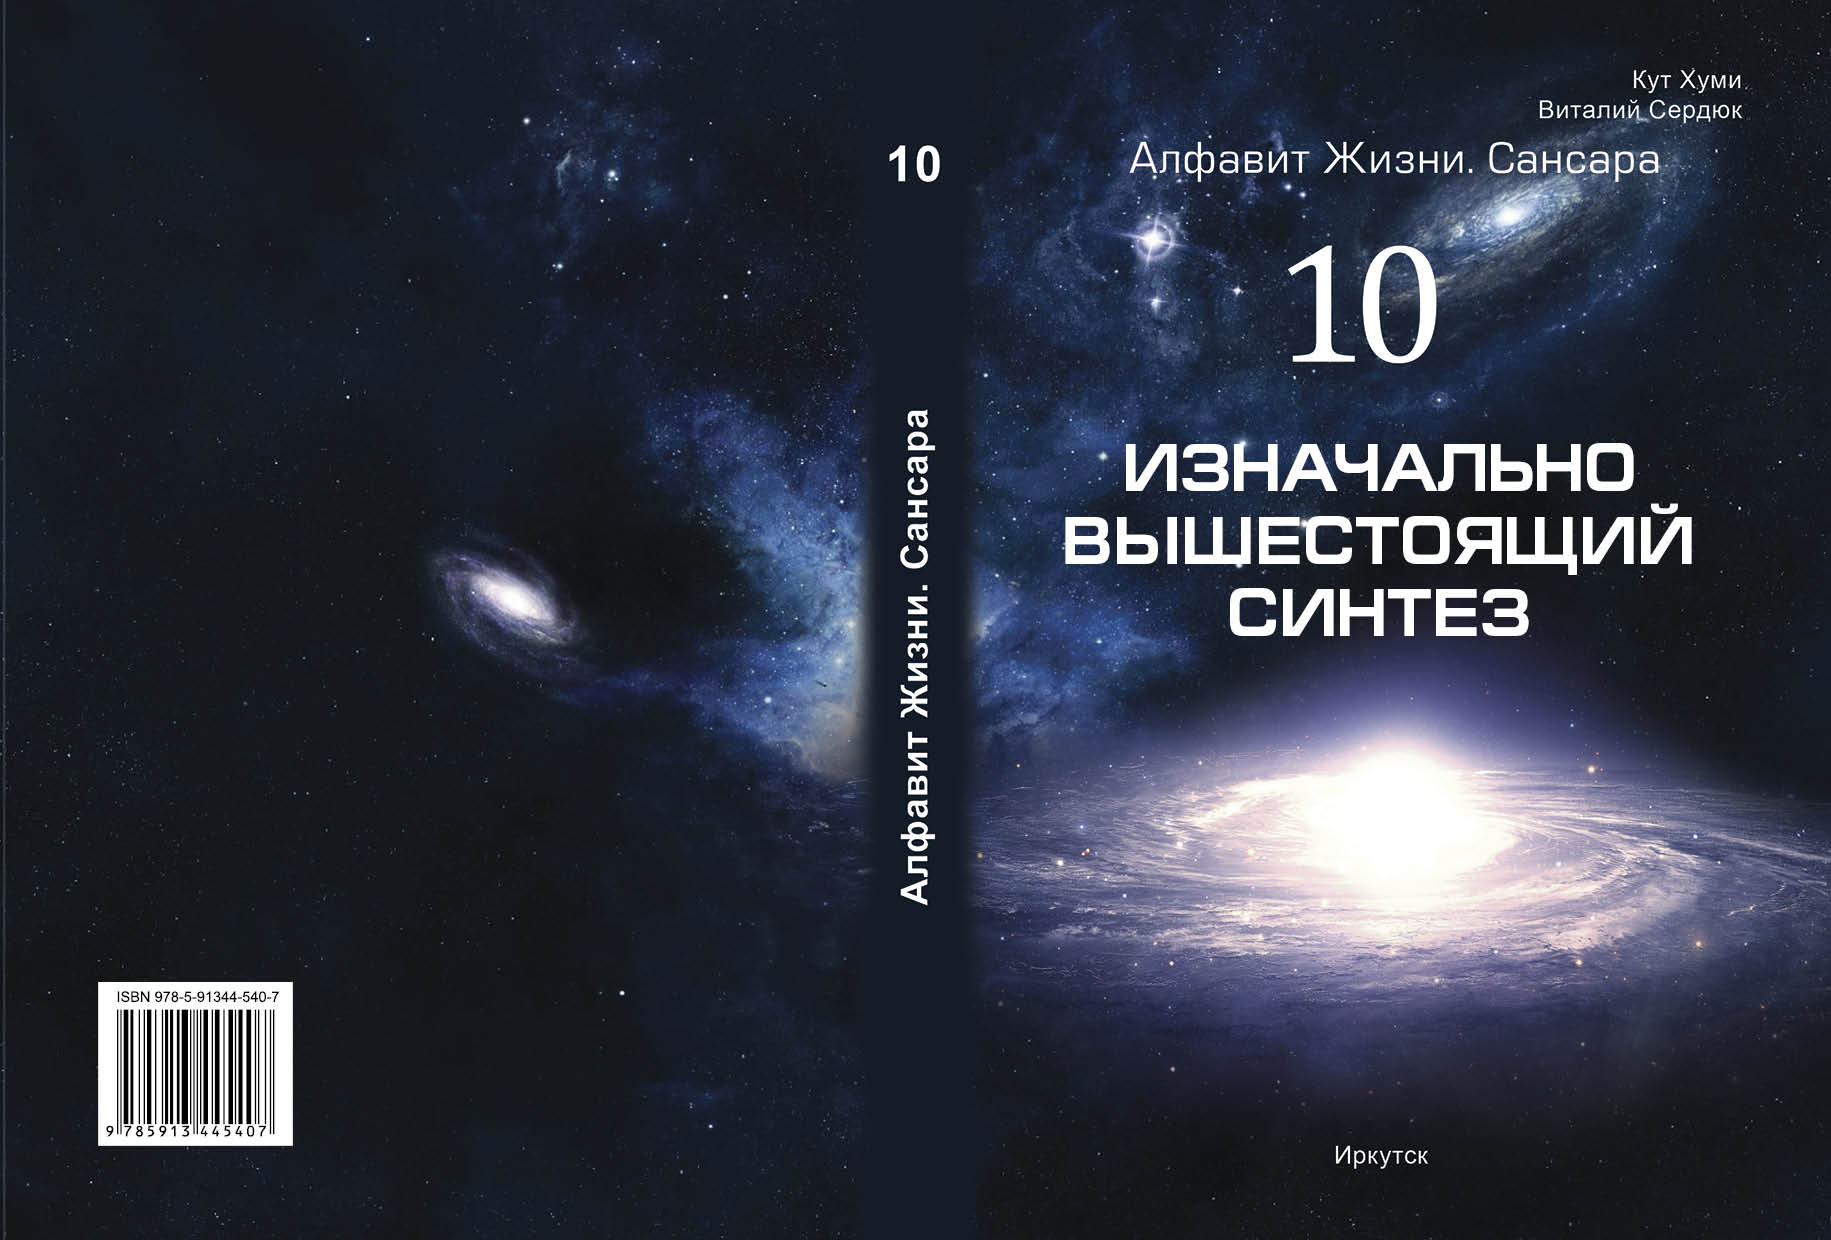 Кут Хуми
Виталий Сердюк
Алфавит Жизни. Сансара
10
ИЗНАЧАЛЬНО
ВЫШЕСТОЯЩИЙ
СИНТЕЗ
Иркутск
10
Алфавит Жизни. Сансара
ISBN 978-5-91344-540-7
9 785913 445407